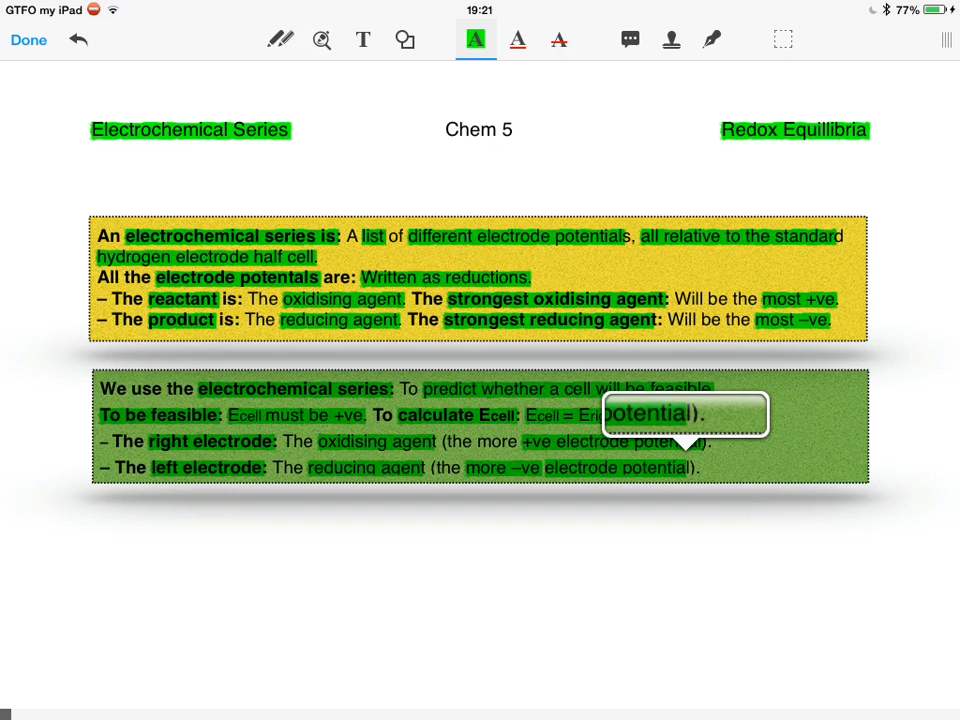 GTFO my iPad 19:21 77%
Done T A A A
Electrochemical Series Chem 5 Redox Equillibria
An electrochemical series is: A list of different electrode potentials, all relative to the standard
hydrogen electrode half cell.
All the electrode potentals are: Written as reductions.
– The reactant is: The oxidising agent. The strongest oxidising agent: Will be the most +ve.
– The product is: The reducing agent. The strongest reducing agent: Will be the most –ve.
We use the electrochemical series: To predict whether a cell will be feasible.
To be feasible: Ecell must be +ve. To calculate Ecell: Ecell = potential).
– The right electrode: The oxidising agent (the more +ve electrode potential).
– The left electrode: The reducing agent (the more –ve electrode potential).